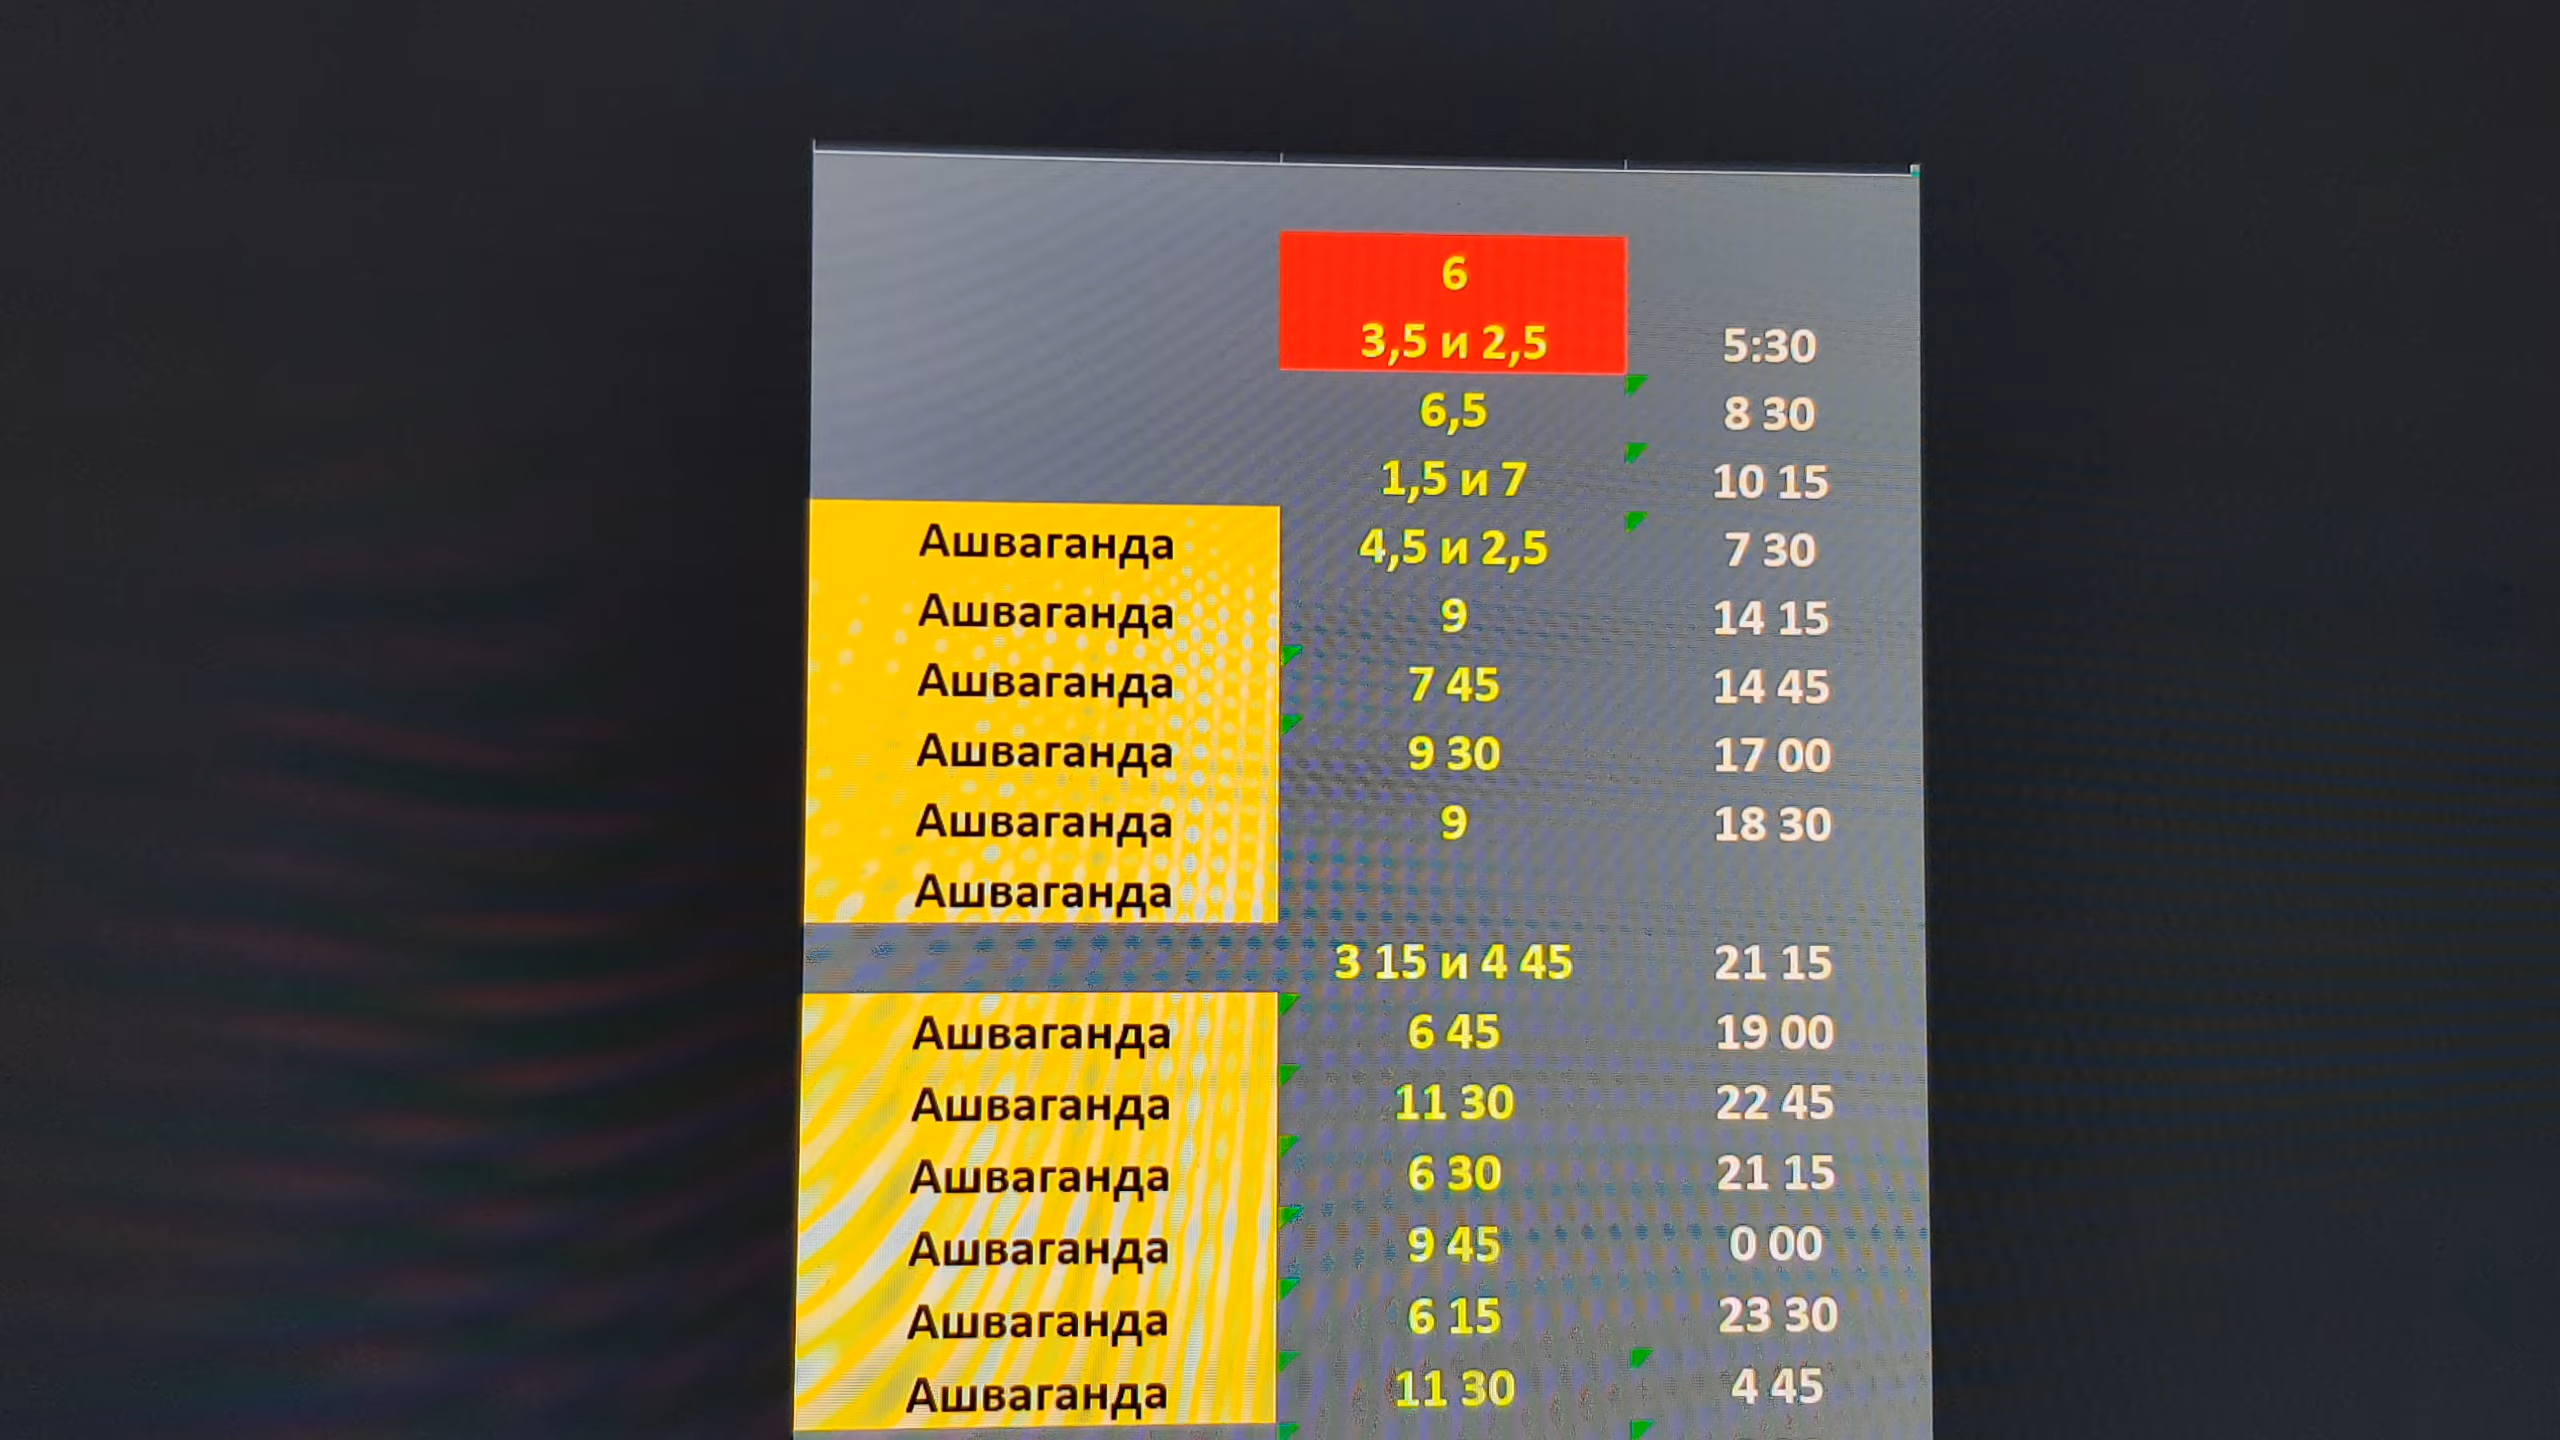 6
3,5 и 2,5 5:30
6,5 8 30
1,5 и 7 10 15
Ашваганда 4,5 и 2,5 7 30
Ашваганда 9 14 15
Ашваганда 7 45 14 45
Ашваганда 9 30 17 00
Ашваганда 9 18 30
Ашваганда
3 15 и 4 45 21 15
Ашваганда 6 45 19 00
Ашваганда 11 30 22 45
Ашваганда 6 30 21 15
Ашваганда 9 45 0 00
Ашваганда 6 15 23 30
Ашваганда 11 30 4 45